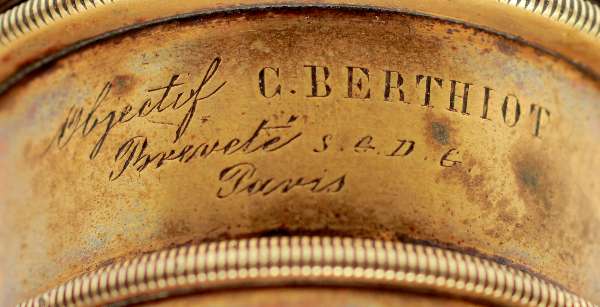 Objectif C. BERTHIOT
Breveté S. G. D. G.
Paris